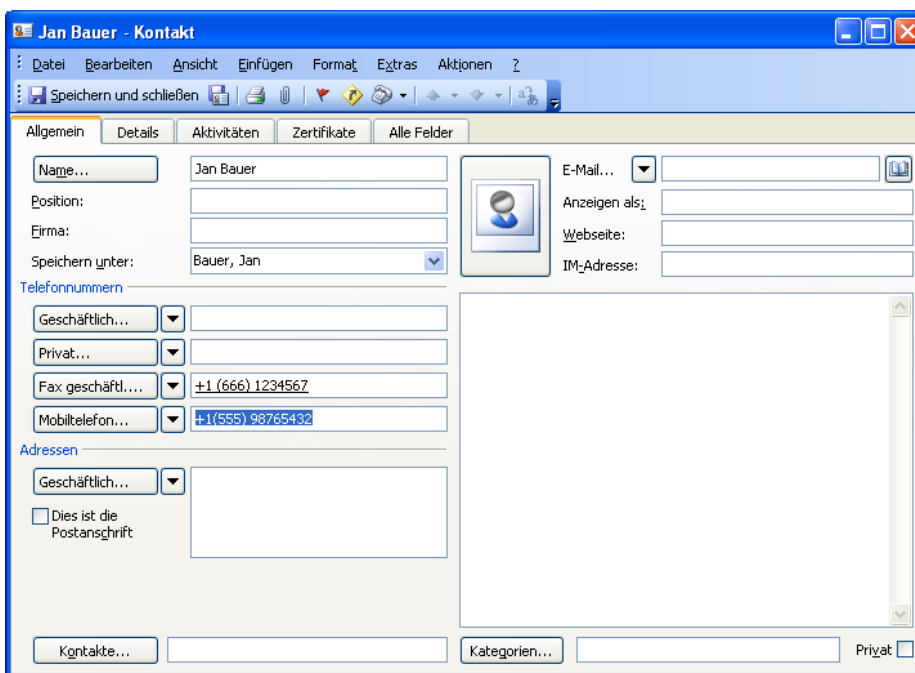 Jan Bauer - Kontakt
Datei Bearbeiten Ansicht Einfügen Format Extras Aktionen ?
Speichern und schließen
Allgemein Details Aktivitäten Zertifikate Alle Felder
Name... Jan Bauer
Position:
Firma:
Speichern unter: Bauer, Jan
E-Mail...
Anzeigen als:
Webseite:
IM-Adresse:
Telefonnummern
Geschäftlich...
Privat...
Fax geschäftl.... +1 (666) 1234567
Mobiltelefon... +1(555) 98765432
Adressen
Geschäftlich...
Dies ist die
Postanschrift
Kontakte... Kategorien... Privat